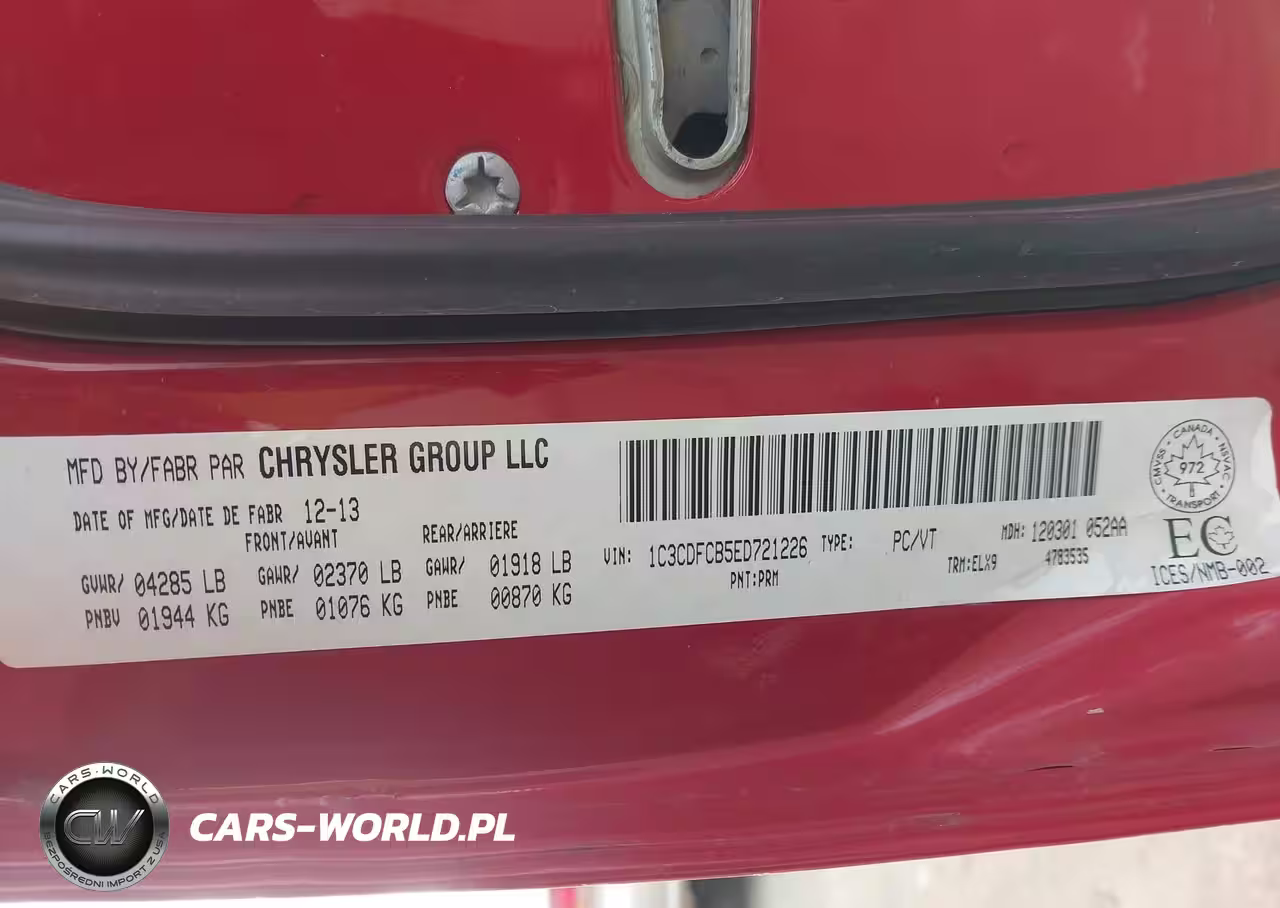 MFD BY/FABR PAR CHRYSLER GROUP LLC
DATE OF MFG/DATE DE FABR 12-13
FRONT/AVANT REAR/ARRIERE
GVWR/ 04285 LB GAWR/ 02370 LB GAWR/ 01918 LB
PNBV 01944 KG PNBE 01076 KG PNBE 00870 KG
VIN: 1C3CDFCB5ED721226 TYPE: PC/VT MDH: 120301 052AA
PNT:PRM TRM:ELX9 4783535
CANADA
CMVSS 972 NSVAC
TRANSPORT
EC
ICES/NMB-002
CARS-WORLD
CW
BEZPOŚREDNI IMPORT Z USA
CARS-WORLD.PL